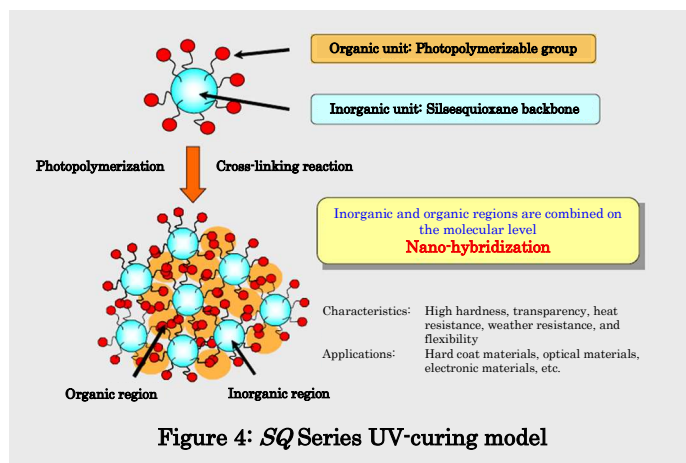 Organic unit: Photopolymerizable group
Inorganic unit: Silsesquioxane backbone
Photopolymerization
Cross-linking reaction
Inorganic and organic regions are combined on
the molecular level
Nano-hybridization
Characteristics: High hardness, transparency, heat
resistance, weather resistance, and
flexibility
Applications: Hard coat materials, optical materials,
electronic materials, etc.
Organic region
Inorganic region
Figure 4: SQ Series UV-curing model